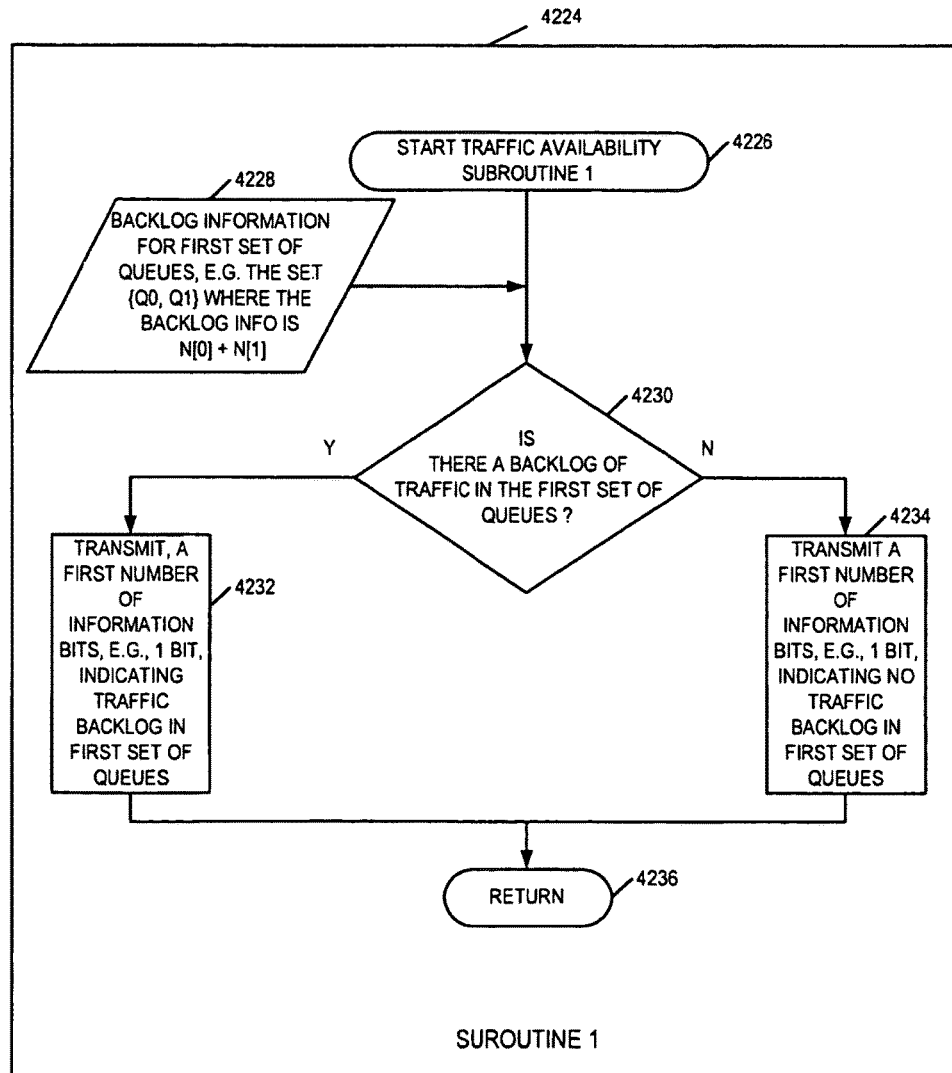 4224
START TRAFFIC AVAILABILITY
SUBROUTINE 1
4226
4228
BACKLOG INFORMATION
FOR FIRST SET OF
QUEUES, E.G. THE SET
{Q0, Q1} WHERE THE
BACKLOG INFO IS
N[0] + N[1]
4230
IS
THERE A BACKLOG OF
TRAFFIC IN THE FIRST SET OF
QUEUES ?
Y
N
TRANSMIT, A
FIRST NUMBER
OF
INFORMATION
BITS, E.G., 1 BIT,
INDICATING
TRAFFIC
BACKLOG IN
FIRST SET OF
QUEUES
4232
4234
TRANSMIT A
FIRST NUMBER
OF
INFORMATION
BITS, E.G., 1 BIT,
INDICATING NO
TRAFFIC
BACKLOG IN
FIRST SET OF
QUEUES
RETURN
4236
SUROUTINE 1